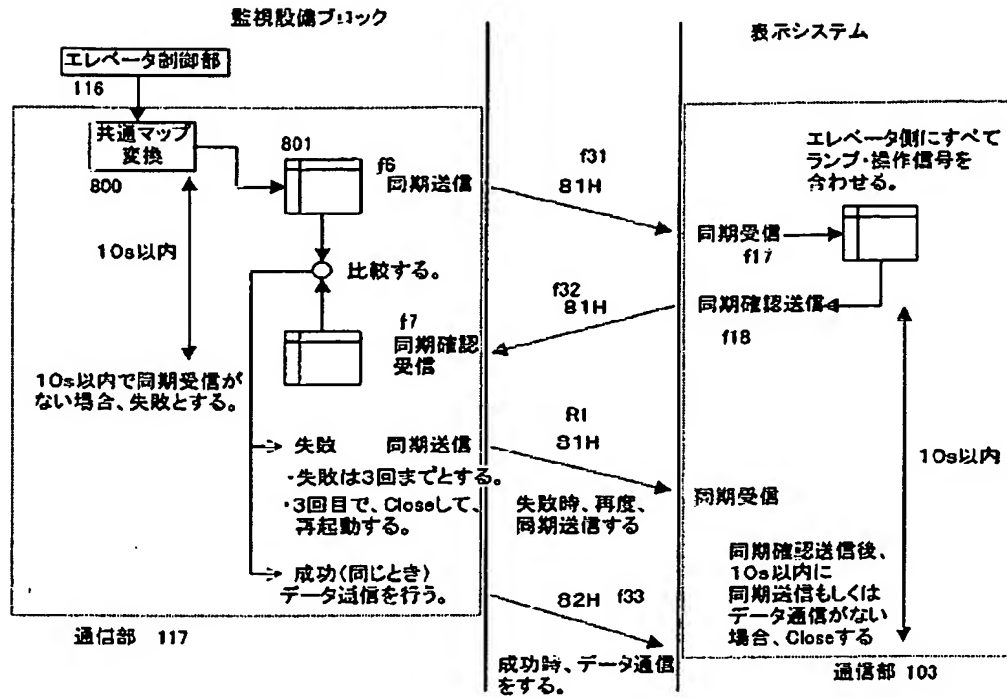 監視設備ブロック
表示システム
エレベータ制御部
116
共通マップ
変換
800
801
f6
同期送信
f31
81H
エレベータ側にすべて
ランプ・操作信号を
合わせる。
同期受信
f17
10s以内
比較する。
f32
81H
同期確認送信
f18
f7
同期確認
受信
10s以内で同期受信が
ない場合、失敗とする。
R1
81H
10s以内
失敗 同期送信
・失敗は3回までとする。
・3回目で、Closeして、
再起動する。
失敗時、再度、
同期送信する
同期受信
成功(同じとき)
データ通信を行う。
82H f33
同期確認送信後、
10s以内に
同期送信もしくは
データ通信がない
場合、Closeする
通信部 117
成功時、データ通信
をする。
通信部 103